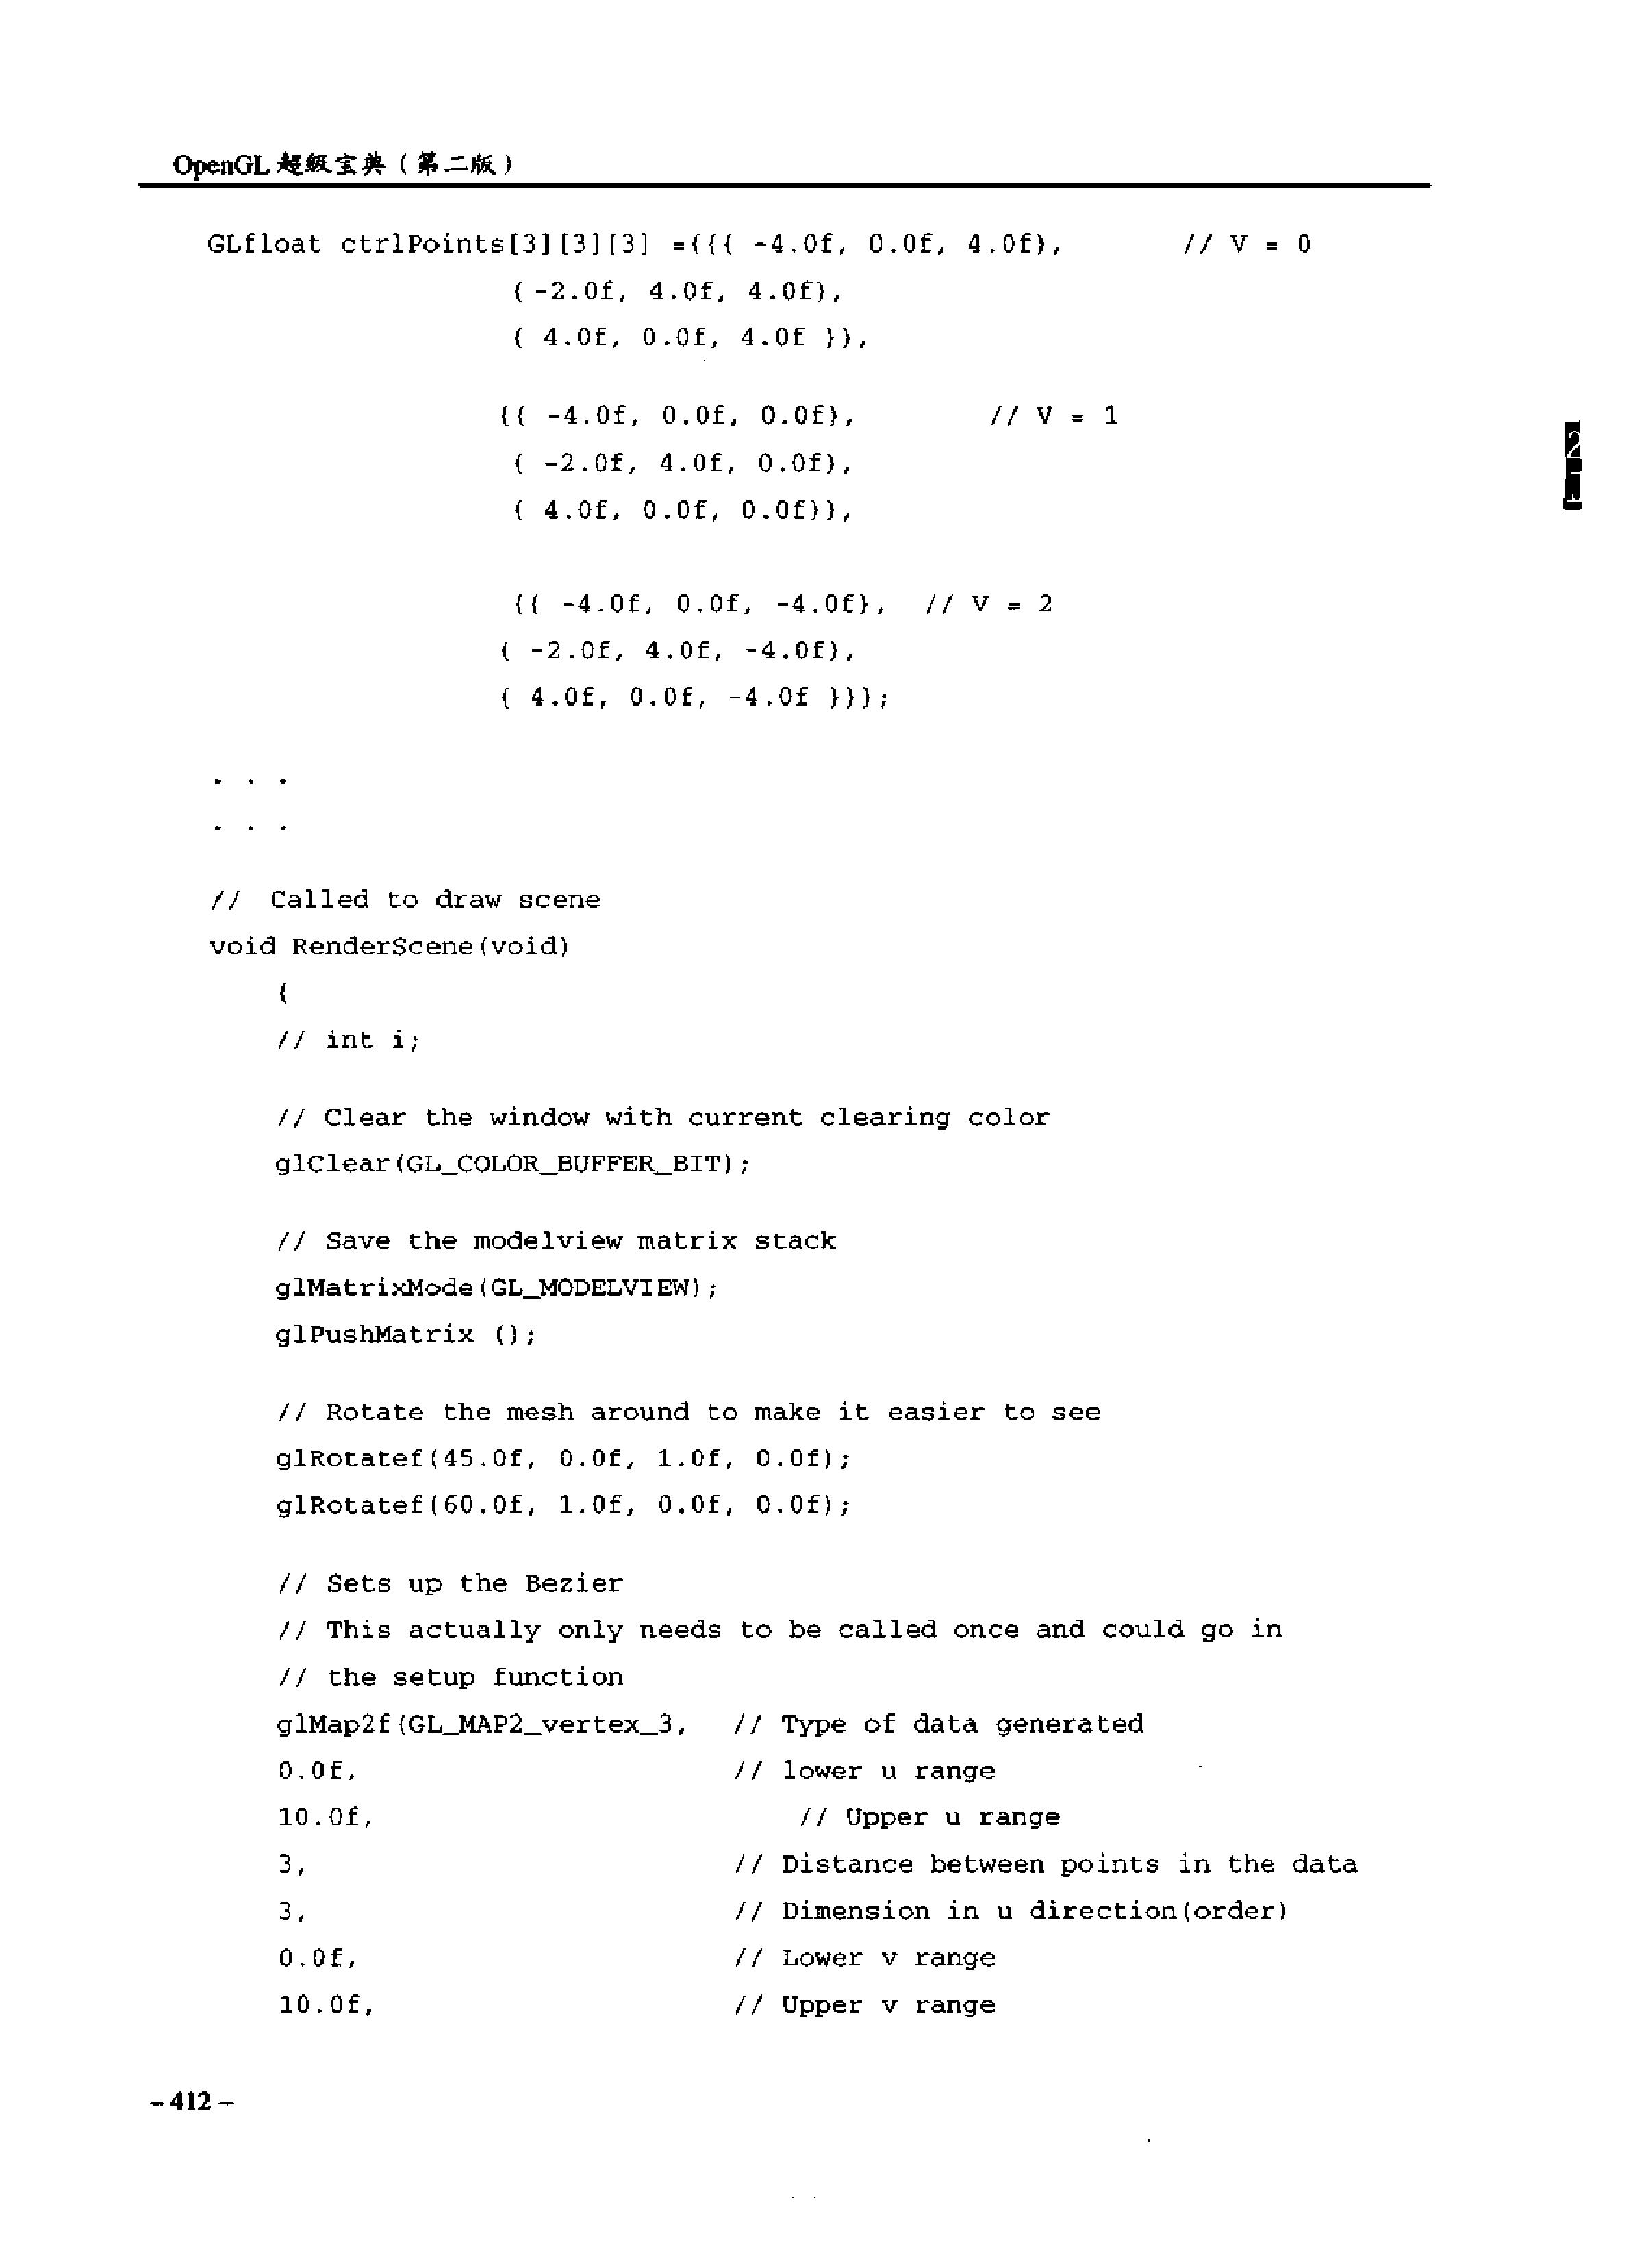 OpenGL 超级宝典（第二版）
GLfloat ctrlPoints[3][3][3] ={{{ -4.0f, 0.0f, 4.0f}, // V = 0
{ -2.0f, 4.0f, 4.0f},
{ 4.0f, 0.0f, 4.0f }},
{{ -4.0f, 0.0f, 0.0f}, // V = 1
{ -2.0f, 4.0f, 0.0f},
{ 4.0f, 0.0f, 0.0f}},
{{ -4.0f, 0.0f, -4.0f}, // V = 2
{ -2.0f, 4.0f, -4.0f},
{ 4.0f, 0.0f, -4.0f }}};
. . .
. . .
// Called to draw scene
void RenderScene(void)
{
// int i;
// Clear the window with current clearing color
glClear(GL_COLOR_BUFFER_BIT);
// Save the modelview matrix stack
glMatrixMode(GL_MODELVIEW);
glPushMatrix ();
// Rotate the mesh around to make it easier to see
glRotatef(45.0f, 0.0f, 1.0f, 0.0f);
glRotatef(60.0f, 1.0f, 0.0f, 0.0f);
// Sets up the Bezier
// This actually only needs to be called once and could go in
// the setup function
glMap2f(GL_MAP2_vertex_3, // Type of data generated
0.0f, // lower u range
10.0f, // Upper u range
3, // Distance between points in the data
3, // Dimension in u direction(order)
0.0f, // Lower v range
10.0f, // Upper v range
-412-